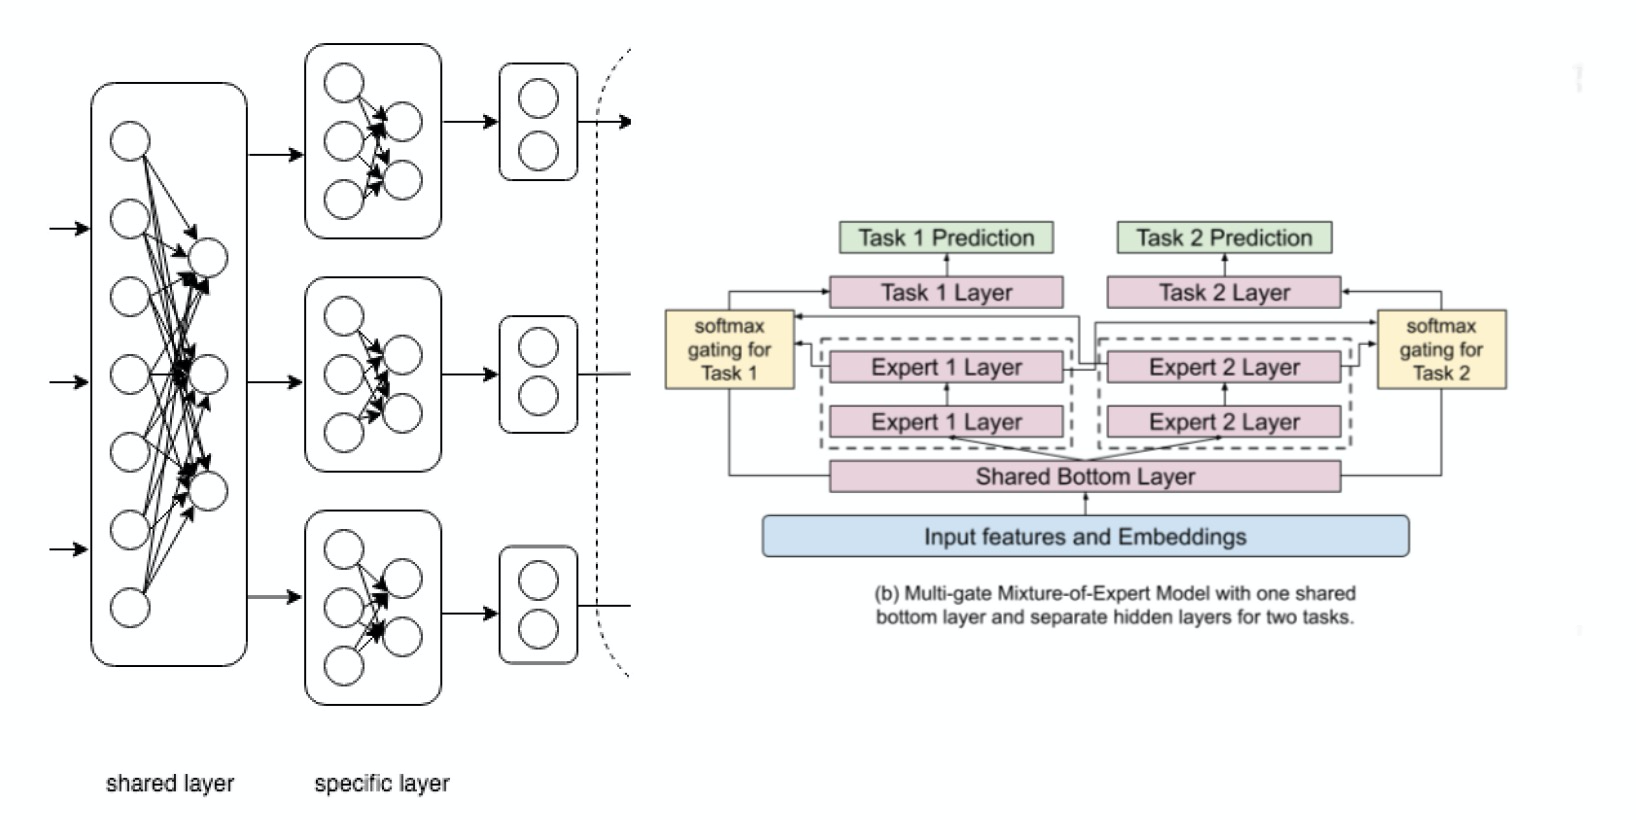 shared layer
specific layer
Task 1 Prediction
Task 2 Prediction
Task 1 Layer
Task 2 Layer
softmax
gating for
Task 1
softmax
gating for
Task 2
Expert 1 Layer
Expert 2 Layer
Expert 1 Layer
Expert 2 Layer
Shared Bottom Layer
Input features and Embeddings
(b) Multi-gate Mixture-of-Expert Model with one shared
bottom layer and separate hidden layers for two tasks.